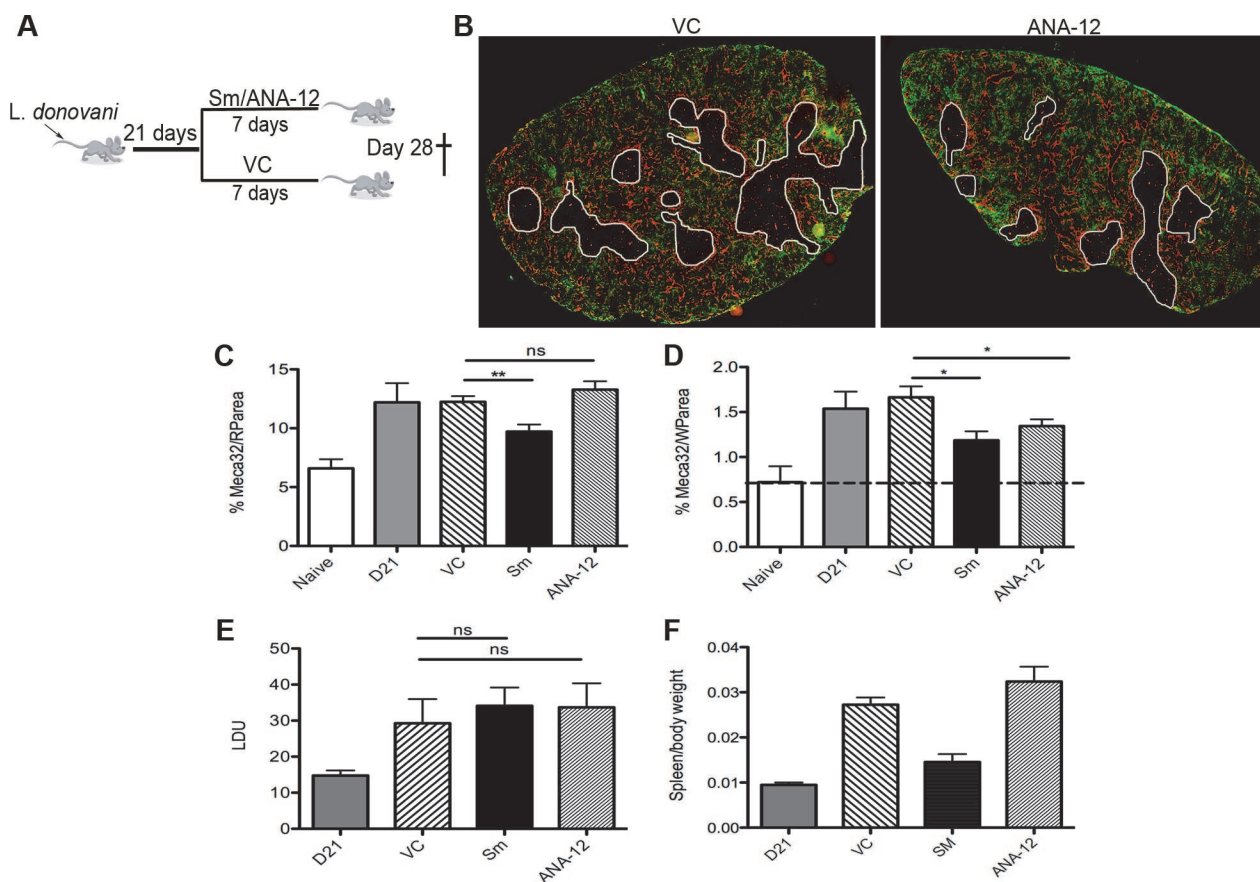 A
L. donovani
21 days
Sm/ANA-12
7 days
VC
7 days
Day 28
B
VC
ANA-12
C
% Meca32/RParea
15
10
5
0
ns
**
Naive
D21
VC
Sm
ANA-12
D
% Meca32/WParea
2.0
1.5
1.0
0.5
0.0
*
*
Naive
D21
VC
Sm
ANA-12
E
LDU
50
40
30
20
10
0
ns
ns
D21
VC
Sm
ANA-12
F
Spleen/body weight
0.04
0.03
0.02
0.01
0.00
D21
VC
SM
ANA-12